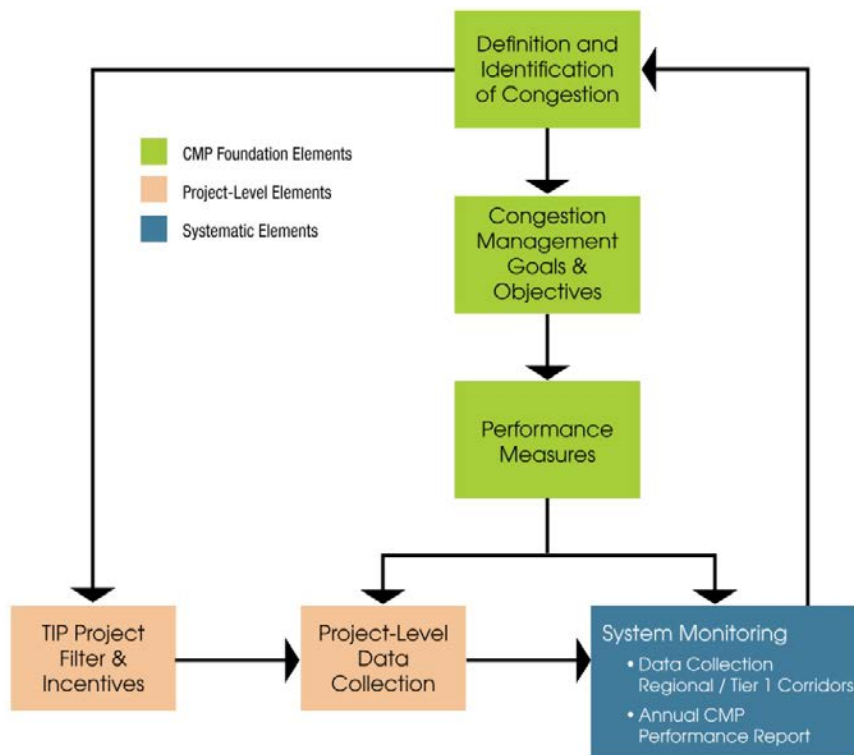 Definition and
Identification
of Congestion
CMP Foundation Elements
Project-Level Elements
Systematic Elements
Congestion
Management
Goals &
Objectives
Performance
Measures
TIP Project
Filter &
Incentives
Project-Level
Data
Collection
System Monitoring
• Data Collection
Regional / Tier 1 Corridors
• Annual CMP
Performance Report